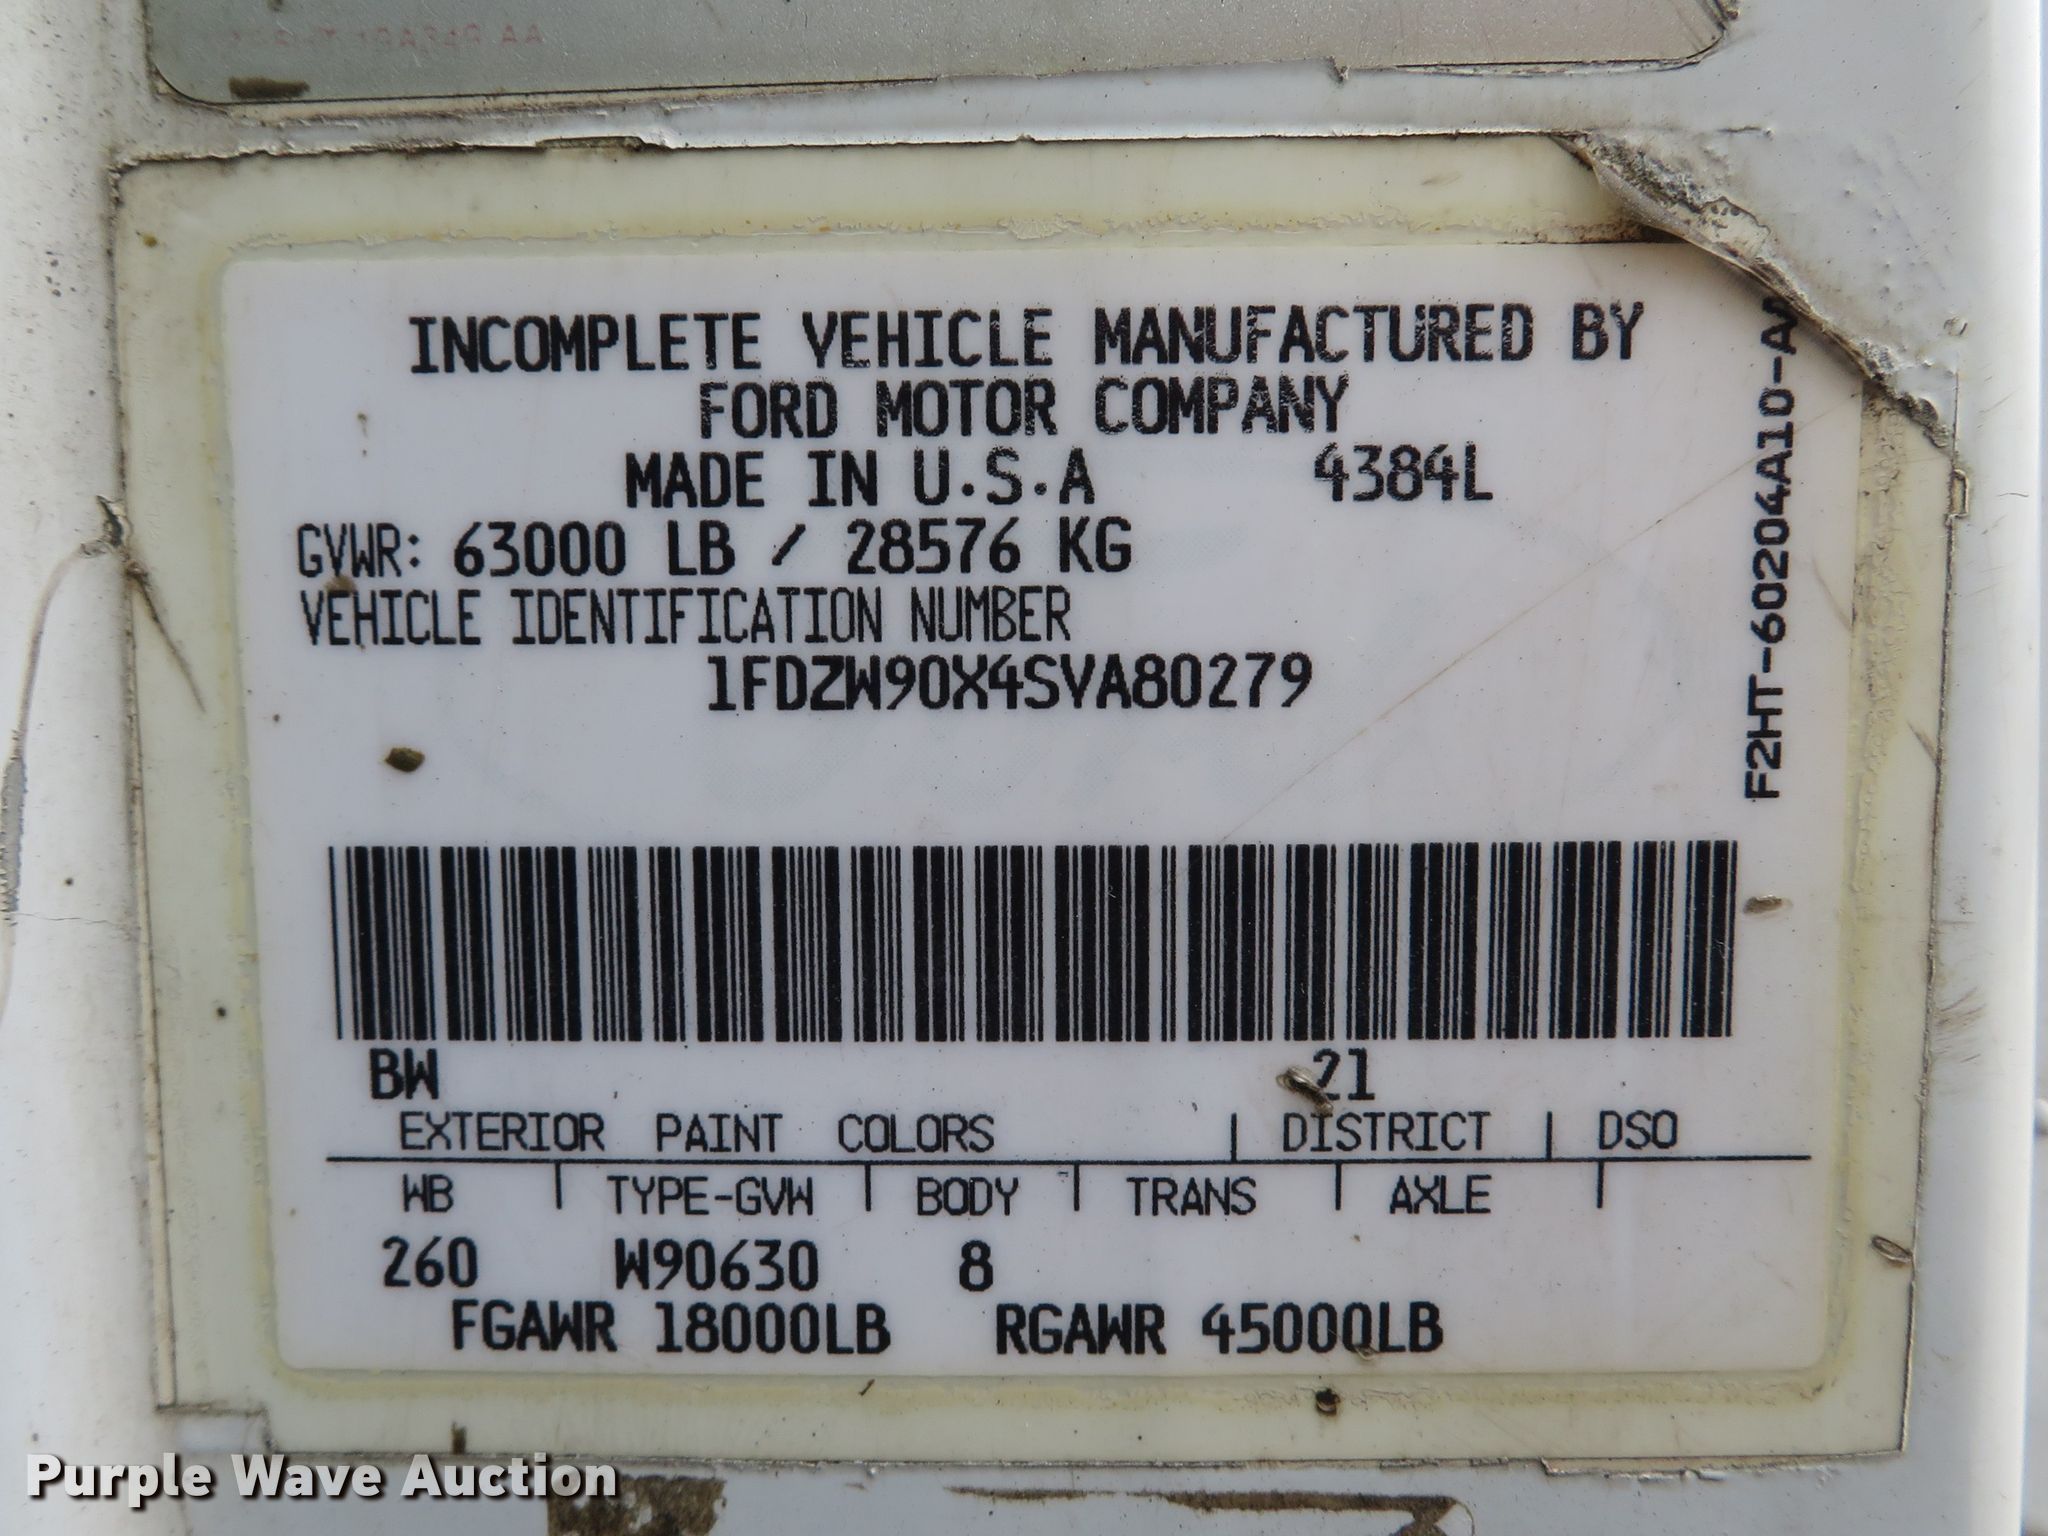 INCOMPLETE VEHICLE MANUFACTURED BY
FORD MOTOR COMPANY
MADE IN U.S.A 4384L
GVWR: 63000 LB / 28576 KG
VEHICLE IDENTIFICATION NUMBER
1FDZW90X4SVA80279
F2HT-60204A10-A
BW 21
EXTERIOR PAINT COLORS | DISTRICT | DSO
WB | TYPE-GVW | BODY | TRANS | AXLE |
260 W90630 8
FGAWR 18000LB RGAWR 45000LB
Purple Wave Auction